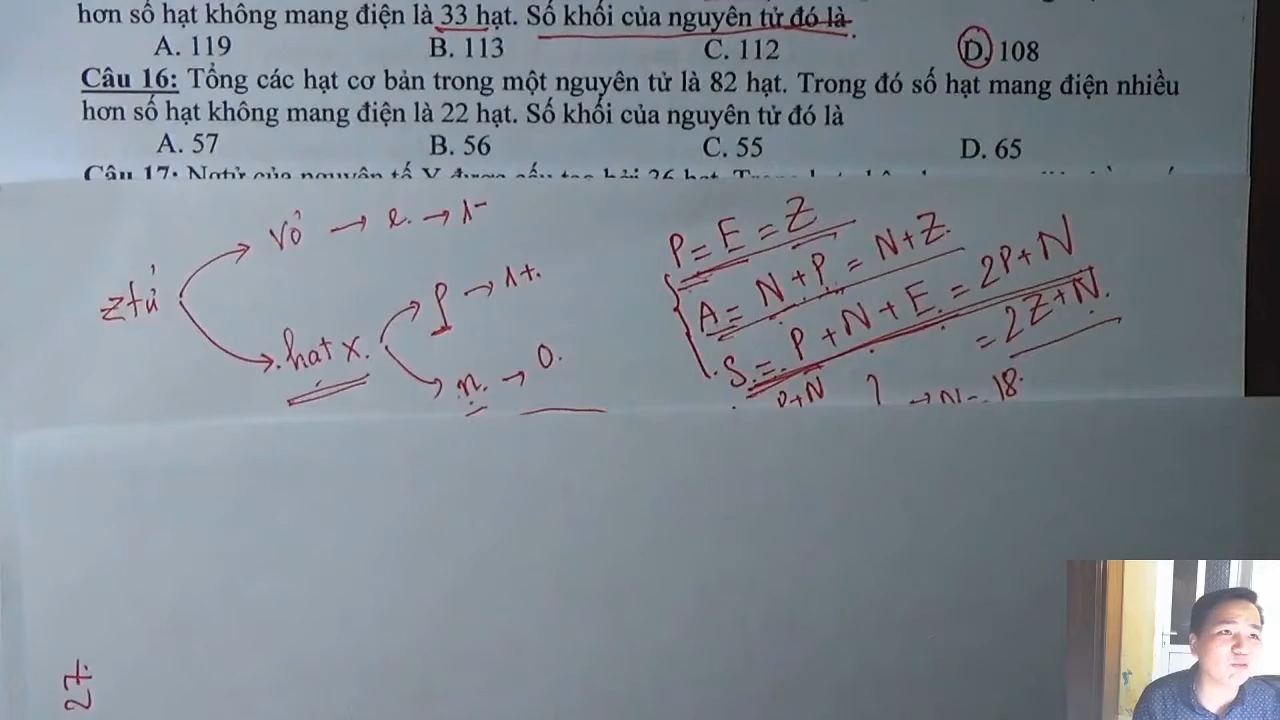 hơn số hạt không mang điện là 33 hạt. Số khối của nguyên tử đó là
A. 119 B. 113 C. 112 D. 108
Câu 16: Tổng các hạt cơ bản trong một nguyên tử là 82 hạt. Trong đó số hạt mang điện nhiều
hơn số hạt không mang điện là 22 hạt. Số khối của nguyên tử đó là
A. 57 B. 56 C. 55 D. 65
Câu 17:
vỏ → e. → 1-
hạt x.
p → 1+.
n. → 0.
P = E = Z
A = N + P = N + Z.
S = P + N + E = 2P + N
= 2Z + N.
P+N
18.
27.